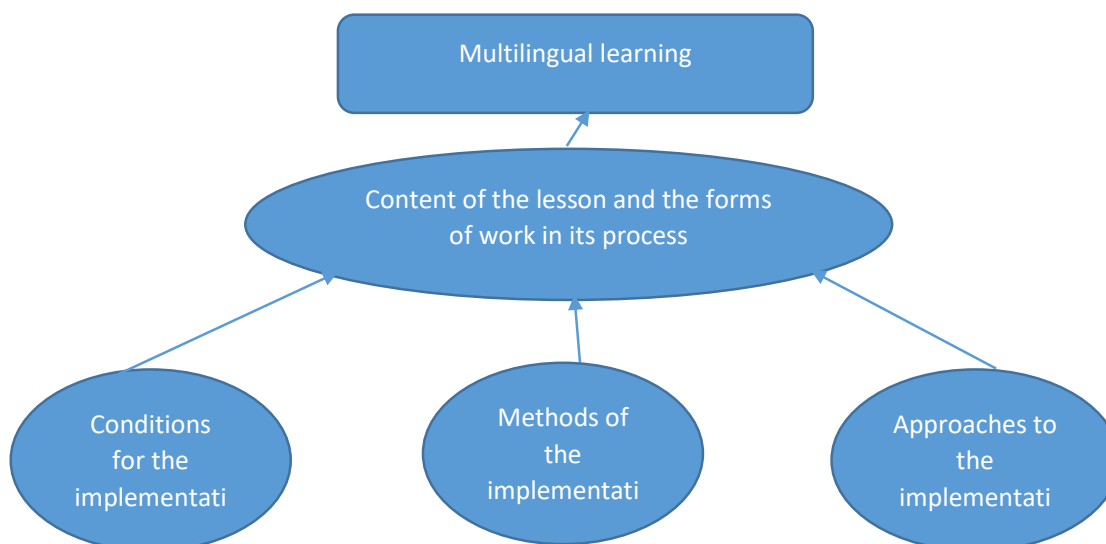 Multilingual learning
Content of the lesson and the forms
of work in its process
Conditions
for the
implementati
Methods of
the
implementati
Approaches to
the
implementati